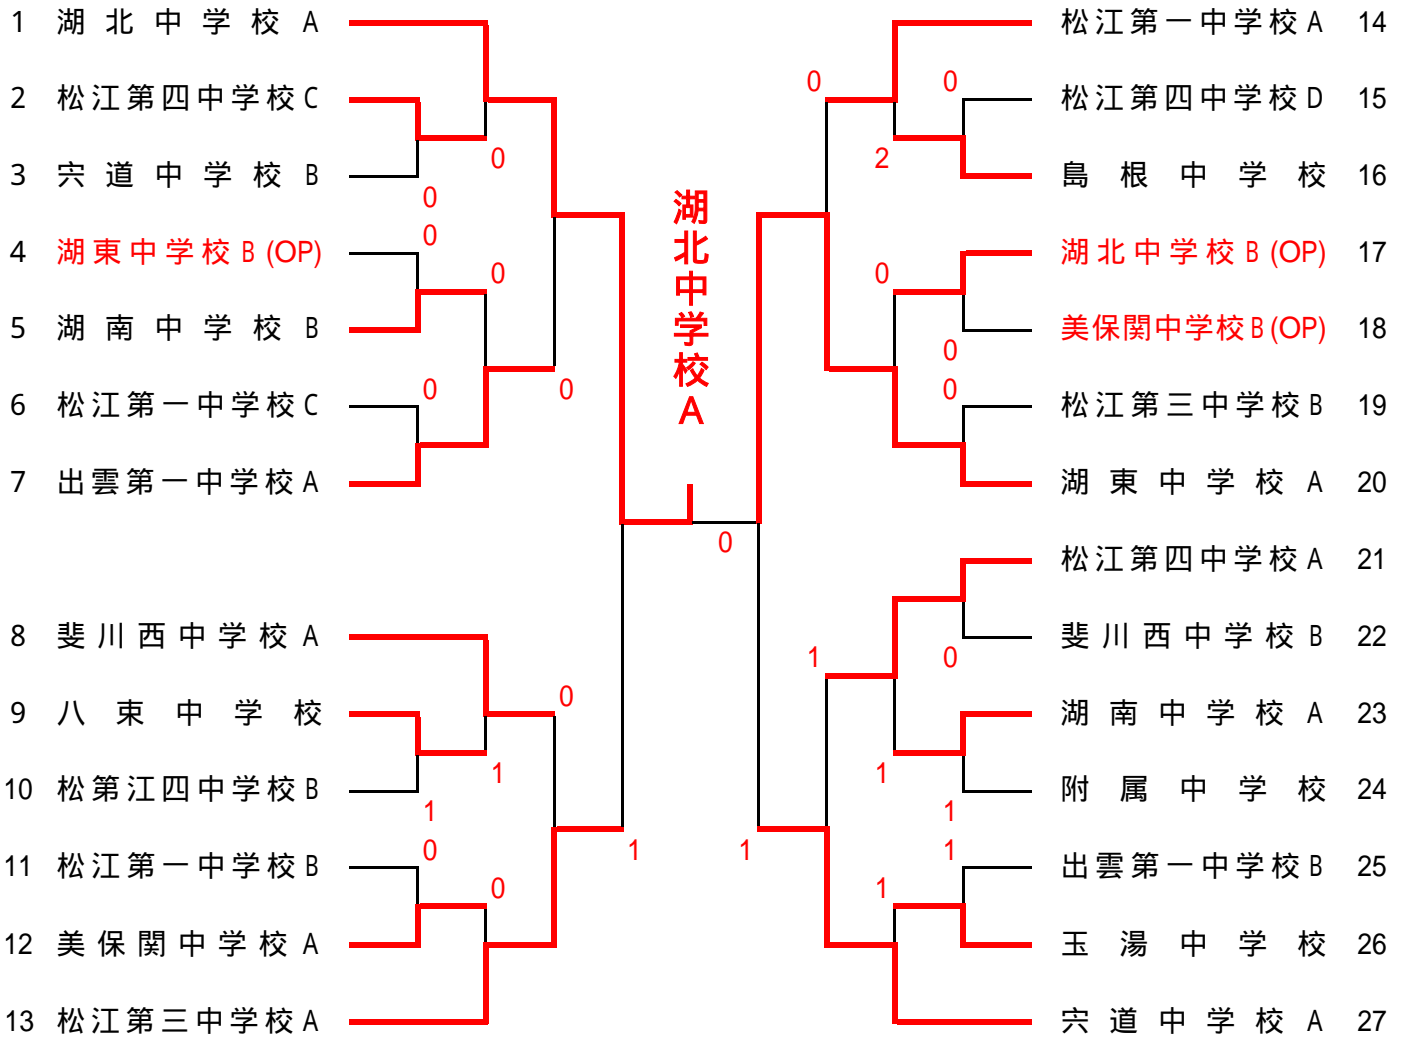 1 湖北中学校 A
2 松江第四中学校 C
3 宍道中学校 B
4 湖東中学校 B (OP)
5 湖南中学校 B
6 松江第一中学校 C
7 出雲第一中学校 A
8 斐川西中学校 A
9 八束中学校
10 松第江四中学校 B
11 松江第一中学校 B
12 美保関中学校 A
13 松江第三中学校 A
0
0
0
0
0
0
0
1
1
0
0
1
湖北中学校A
0
0
0
2
0
0
0
1
0
1
1
1
1
1
松江第一中学校 A 14
松江第四中学校 D 15
島根中学校 16
湖北中学校 B (OP) 17
美保関中学校 B (OP) 18
松江第三中学校 B 19
湖東中学校 A 20
松江第四中学校 A 21
斐川西中学校 B 22
湖南中学校 A 23
附属中学校 24
出雲第一中学校 B 25
玉湯中学校 26
宍道中学校 A 27